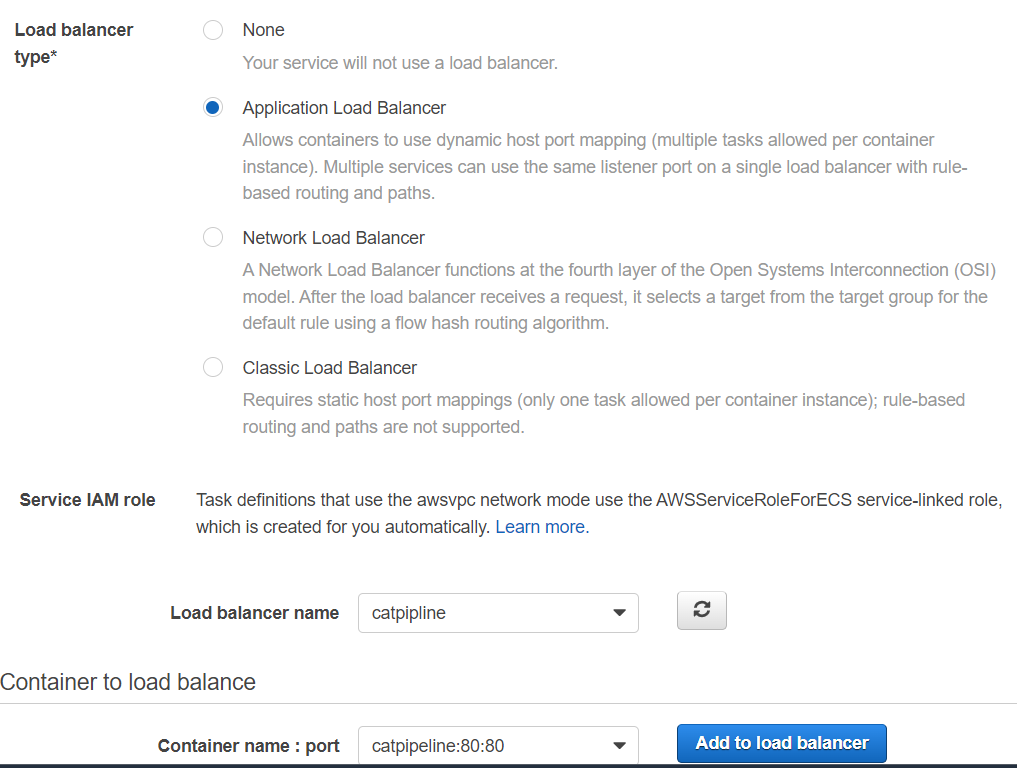 Load balancer type*
None
Your service will not use a load balancer.
Application Load Balancer
Allows containers to use dynamic host port mapping (multiple tasks allowed per container
instance). Multiple services can use the same listener port on a single load balancer with rule-
based routing and paths.
Network Load Balancer
A Network Load Balancer functions at the fourth layer of the Open Systems Interconnection (OSI)
model. After the load balancer receives a request, it selects a target from the target group for the
default rule using a flow hash routing algorithm.
Classic Load Balancer
Requires static host port mappings (only one task allowed per container instance); rule-based
routing and paths are not supported.
Service IAM role
Task definitions that use the awsvpc network mode use the AWSServiceRoleForECS service-linked role,
which is created for you automatically. Learn more.
Load balancer name
catpipline
Container to load balance
Container name : port
catpipeline:80:80
Add to load balancer